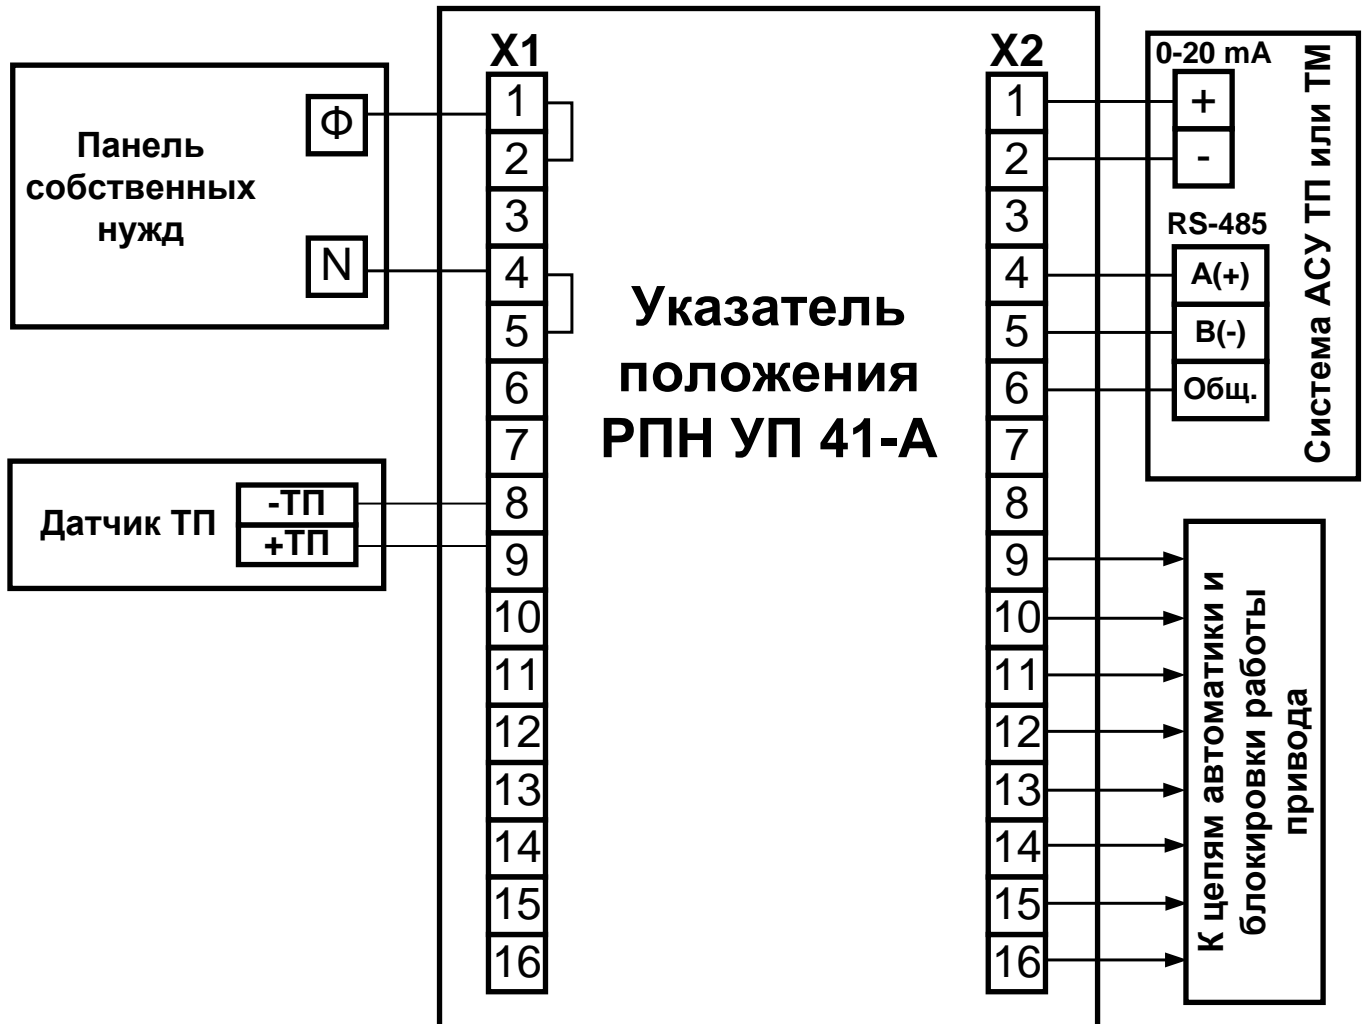 X1
X2
Панель
собственных
нужд
Ф
N
Датчик ТП
-ТП
+ТП
1
2
3
4
5
6
7
8
9
10
11
12
13
14
15
16
Указатель
положения
РПН УП 41-А
1
2
3
4
5
6
7
8
9
10
11
12
13
14
15
16
0-20 mA
+
-
RS-485
A(+)
B(-)
Общ.
Система АСУ ТП или ТМ
К цепям автоматики и
блокировки работы
привода